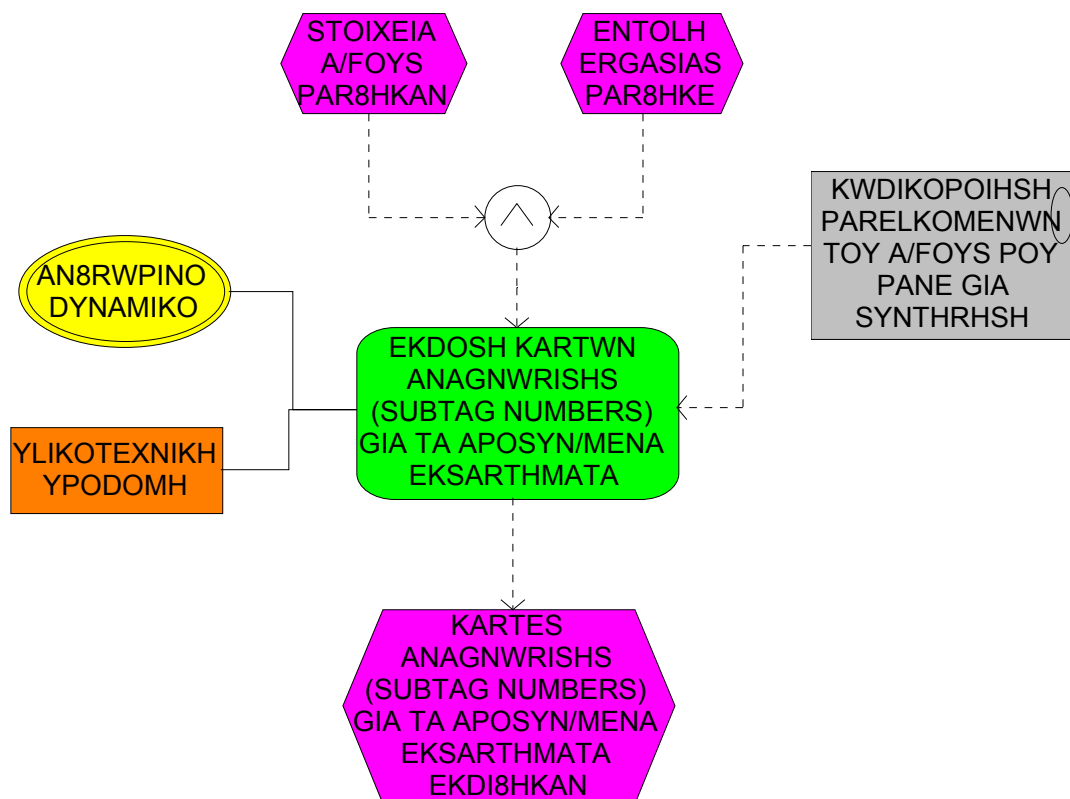 STOIXEIA
A/FOYS
PAR8HKAN
ENTOLH
ERGASIAS
PAR8HKE
KWDIKOPOIHSH
PARELKOMENWN
TOY A/FOYS POY
PANE GIA
SYNTHRHSH
AN8RWPINO
DYNAMIKO
EKDOSH KARTWN
ANAGNWRISHS
(SUBTAG NUMBERS)
GIA TA APOSYN/MENA
EKSARTHMATA
YLIKOTEXNIKH
YPODOMH
KARTES
ANAGNWRISHS
(SUBTAG NUMBERS)
GIA TA APOSYN/MENA
EKSARTHMATA
EKDI8HKAN